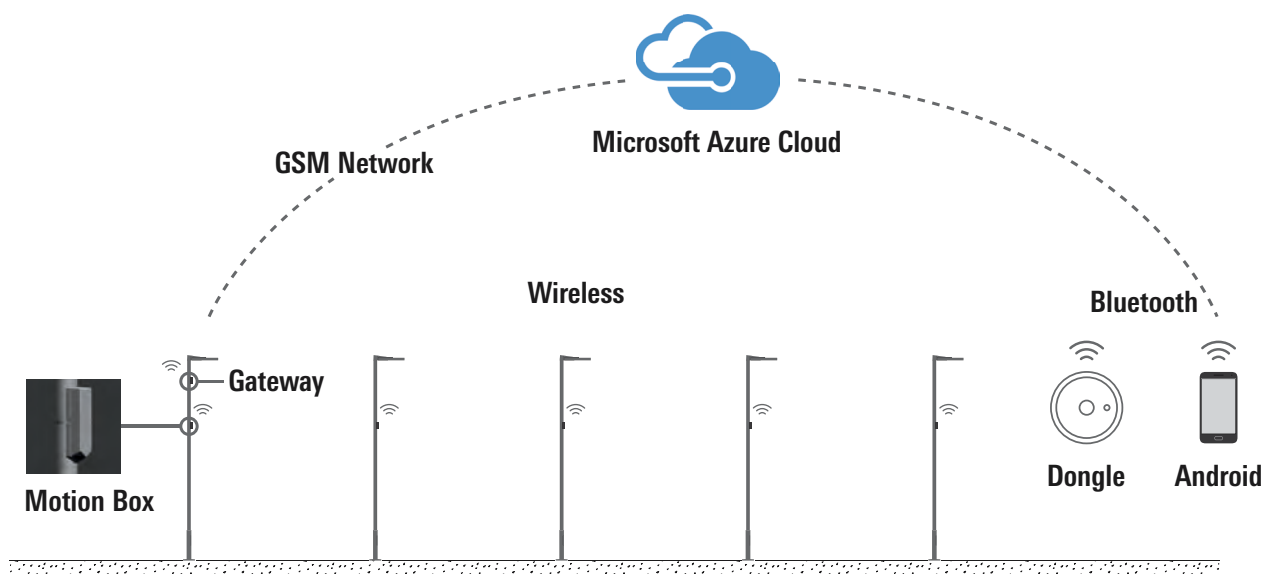 Microsoft Azure Cloud
GSM Network
Wireless
Bluetooth
Gateway
Motion Box
Dongle
Android